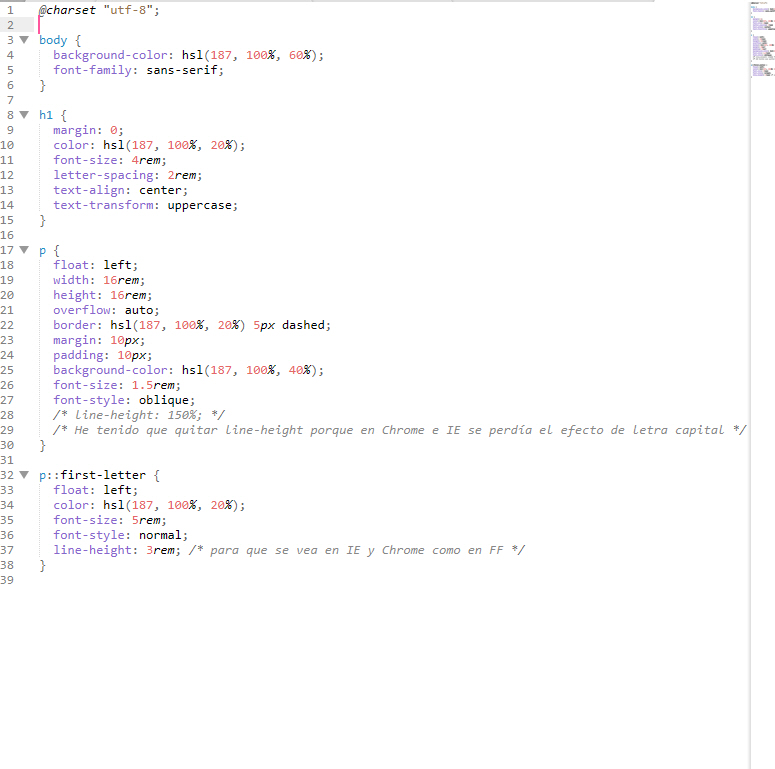 1 @charset "utf-8";
2
3 body {
4 background-color: hsl(187, 100%, 60%);
5 font-family: sans-serif;
6 }
7
8 h1 {
9 margin: 0;
10 color: hsl(187, 100%, 20%);
11 font-size: 4rem;
12 letter-spacing: 2rem;
13 text-align: center;
14 text-transform: uppercase;
15 }
16
17 p {
18 float: left;
19 width: 16rem;
20 height: 16rem;
21 overflow: auto;
22 border: hsl(187, 100%, 20%) 5px dashed;
23 margin: 10px;
24 padding: 10px;
25 background-color: hsl(187, 100%, 40%);
26 font-size: 1.5rem;
27 font-style: oblique;
28 /* line-height: 150%; */
29 /* He tenido que quitar line-height porque en Chrome e IE se perdía el efecto de letra capital */
30 }
31
32 p::first-letter {
33 float: left;
34 color: hsl(187, 100%, 20%);
35 font-size: 5rem;
36 font-style: normal;
37 line-height: 3rem; /* para que se vea en IE y Chrome como en FF */
38 }
39